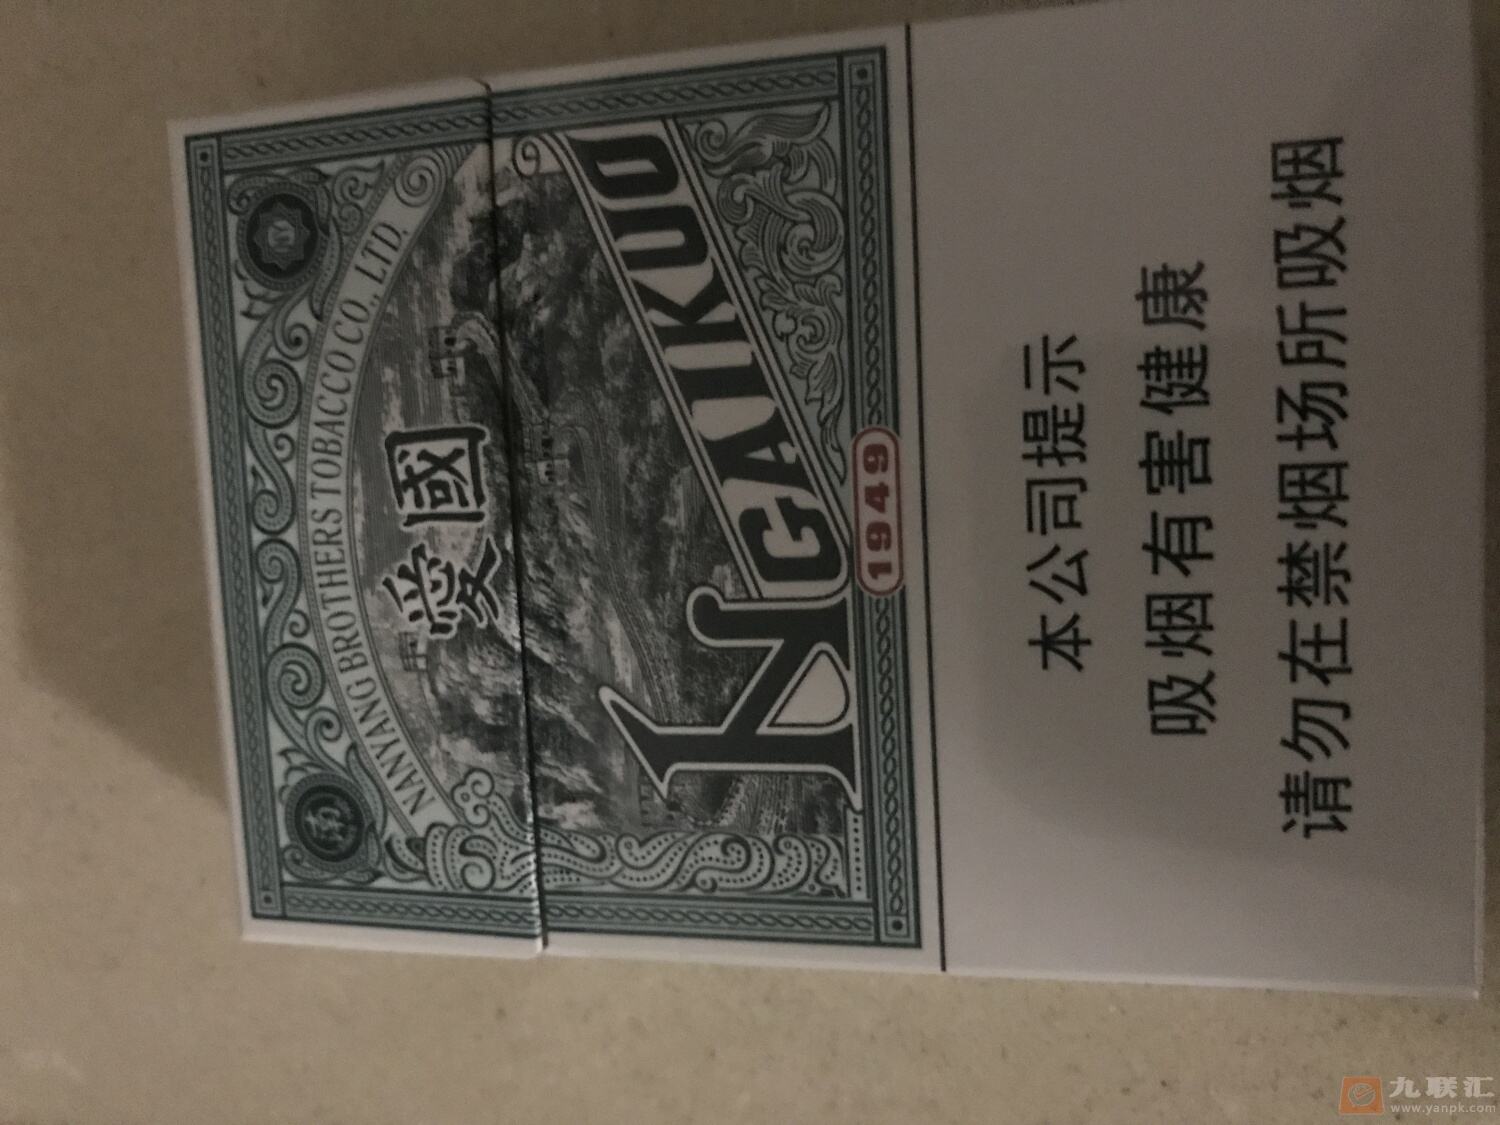 NANYANG BROTHERS TOBACCO CO., LTD.
愛國
NGAIKUO
1949
本公司提示
吸烟有害健康
请勿在禁烟场所吸烟
九联汇
www.yanpk.com